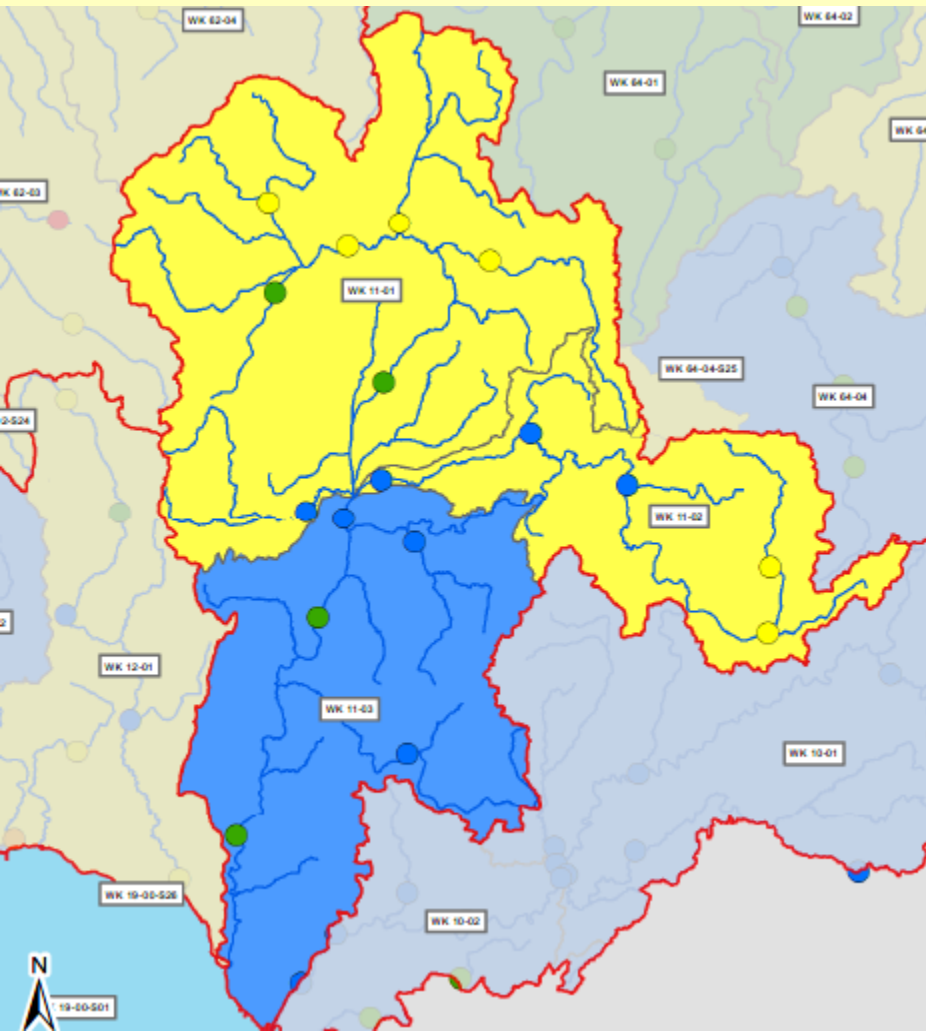 WK 62-04
WK 64-02
WK 64-01
WK 64
WK 62-03
WK 11-01
WK 64-04-S25
WK 64-04
2-S24
WK 11-02
2
WK 12-01
WK 11-03
WK 10-01
WK 19-00-S26
WK 10-02
N
19-00-S01